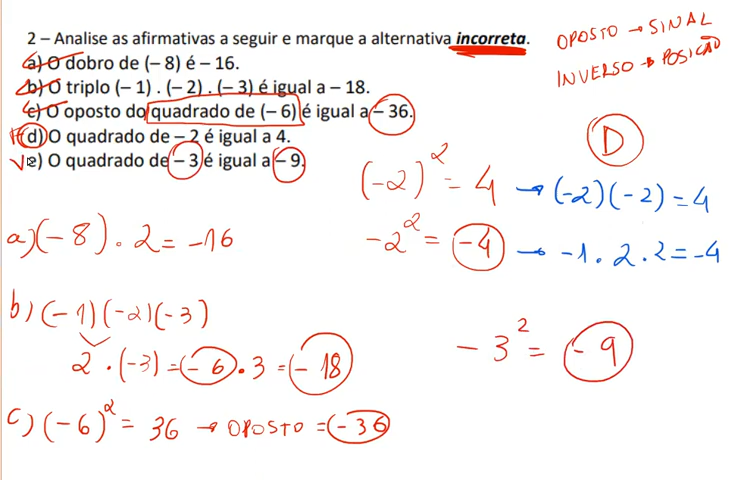 2 – Analise as afirmativas a seguir e marque a alternativa incorreta.
a) O dobro de (– 8) é – 16.
b) O triplo (– 1) . (– 2) . (– 3) é igual a – 18.
c) O oposto do quadrado de (– 6) é igual a – 36.
d) O quadrado de – 2 é igual a 4.
e) O quadrado de – 3 é igual a – 9.
OPOSTO → SINAL
INVERSO → POSIÇÃO
D
(-2)² = 4 → (-2)(-2) = 4
-2² = -4 → -1 . 2 . 2 = -4
a) (-8) . 2 = -16
b) (-1)(-2)(-3)
2 . (-3) = -6 . 3 = -18
-3² = -9
c) (-6)² = 36 → OPOSTO = -36